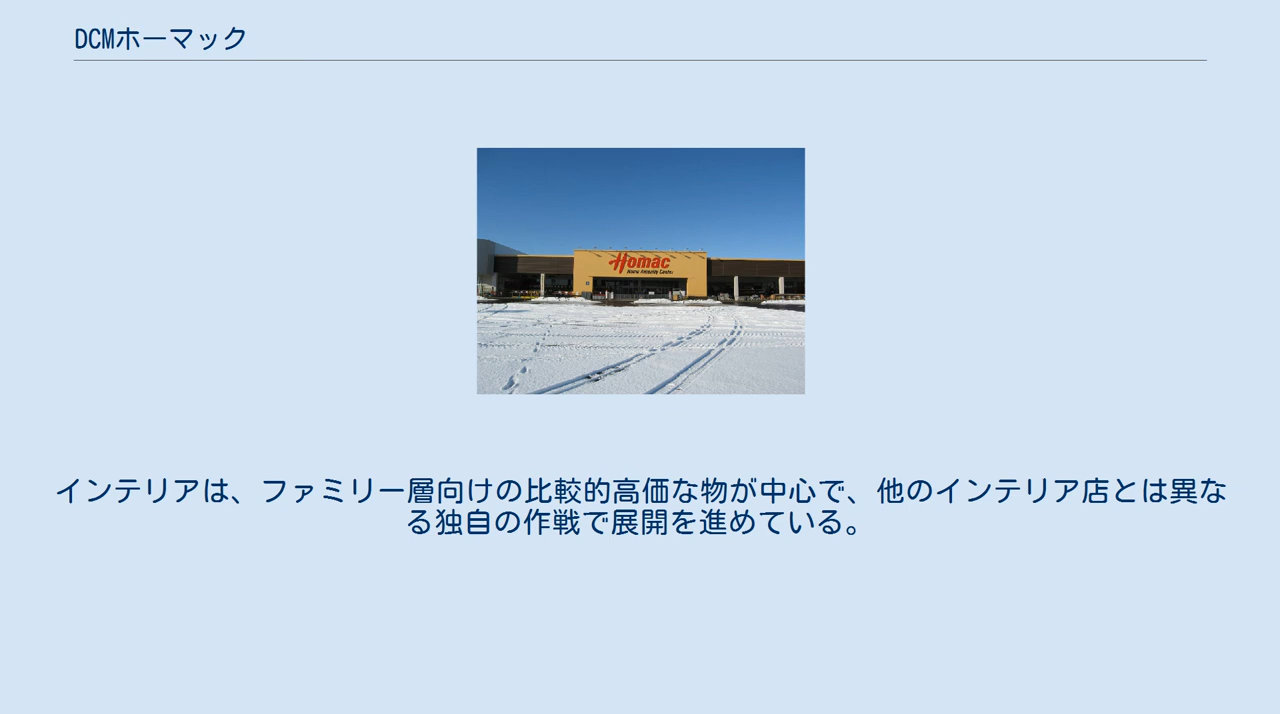 DCMホーマック
Homac
Home Amenity Center
インテリアは、ファミリー層向けの比較的高価な物が中心で、他のインテリア店とは異な
る独自の作戦で展開を進めている。